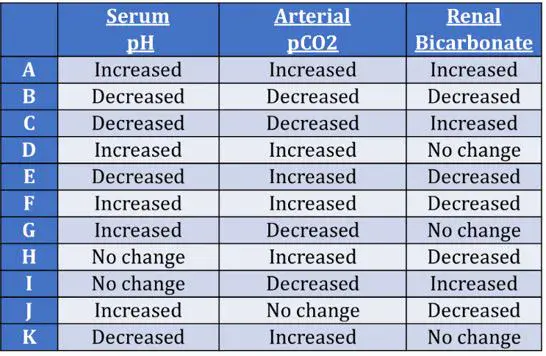 Serum pH Arterial pCO2 Renal Bicarbonate
A Increased Increased Increased
B Decreased Decreased Decreased
C Decreased Decreased Increased
D Increased Increased No change
E Decreased Increased Decreased
F Increased Increased Decreased
G Increased Decreased No change
H No change Increased Decreased
I No change Decreased Increased
J Increased No change Decreased
K Decreased Increased No change